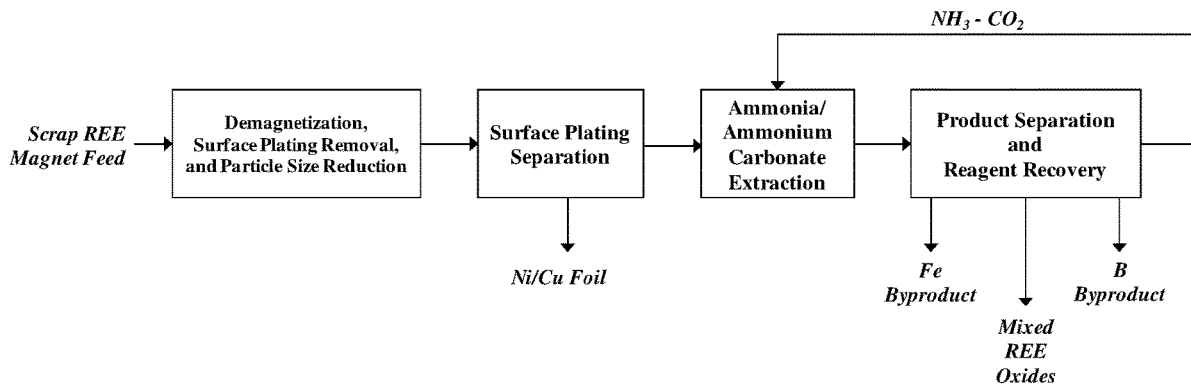 NH3 - CO2
Scrap REE
Magnet Feed
Demagnetization,
Surface Plating Removal,
and Particle Size Reduction
Surface Plating
Separation
Ammonia/
Ammonium
Carbonate
Extraction
Product Separation
and
Reagent Recovery
Ni/Cu Foil
Fe
Byproduct
Mixed
REE
Oxides
B
Byproduct